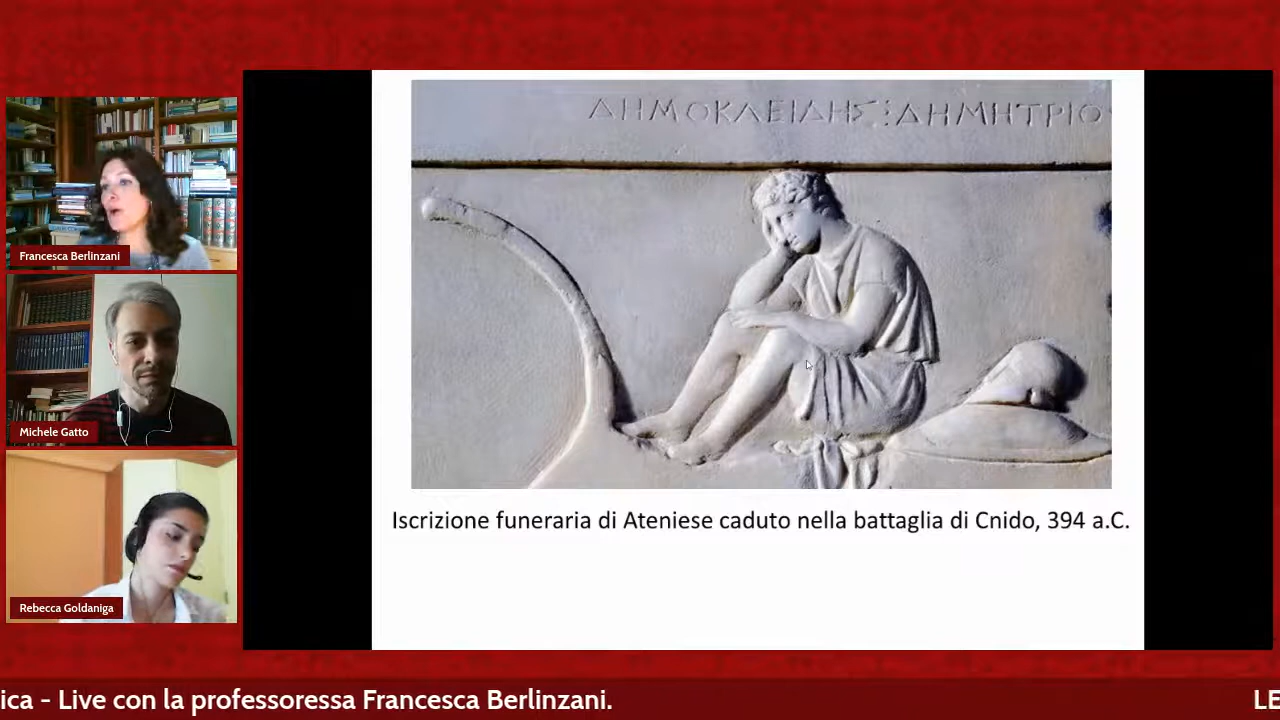 ΔΗΜΟΚΛΕΙΔΗΣ⋮ΔΗΜΗΤΡΙΟ
Francesca Berlinzani
Michele Gatto
Rebecca Goldaniga
Iscrizione funeraria di Ateniese caduto nella battaglia di Cnido, 394 a.C.
ica - Live con la professoressa Francesca Berlinzani.
LE